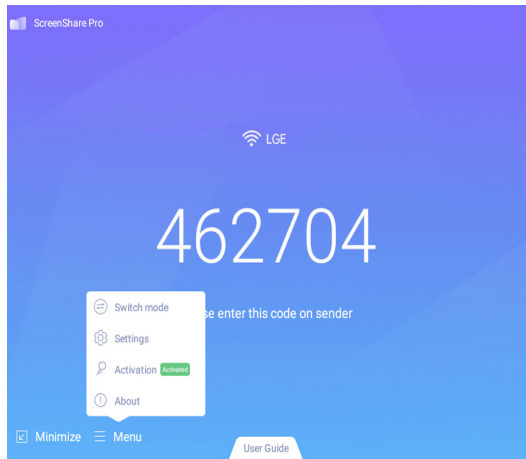 ScreenShare Pro
LGE
462704
Switch mode
se enter this code on sender
Settings
Activation Activated
About
Minimize Menu
User Guide